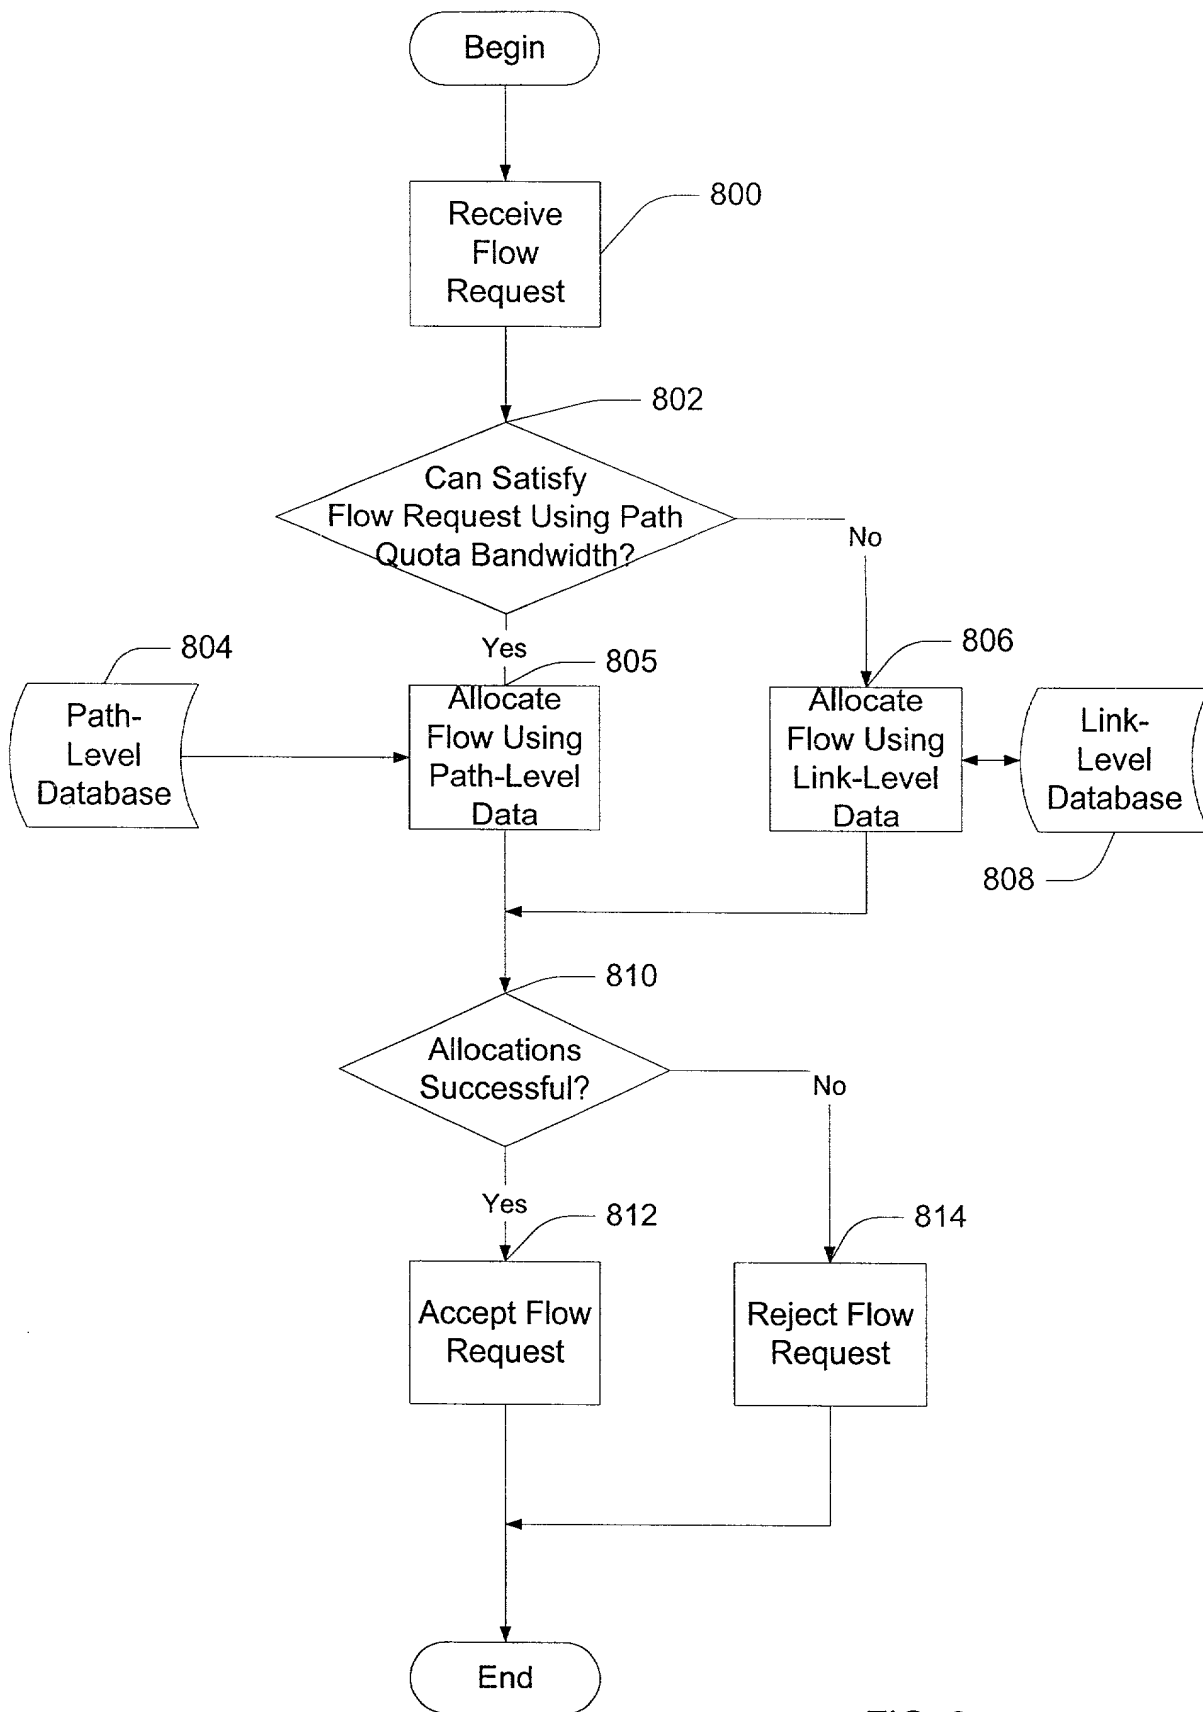 Begin
800
Receive
Flow
Request
802
Can Satisfy
Flow Request Using Path
Quota Bandwidth?
No
Yes
804
805
806
Path-
Level
Database
Allocate
Flow Using
Path-Level
Data
Allocate
Flow Using
Link-Level
Data
Link-
Level
Database
808
810
Allocations
Successful?
No
Yes
812
814
Accept Flow
Request
Reject Flow
Request
End